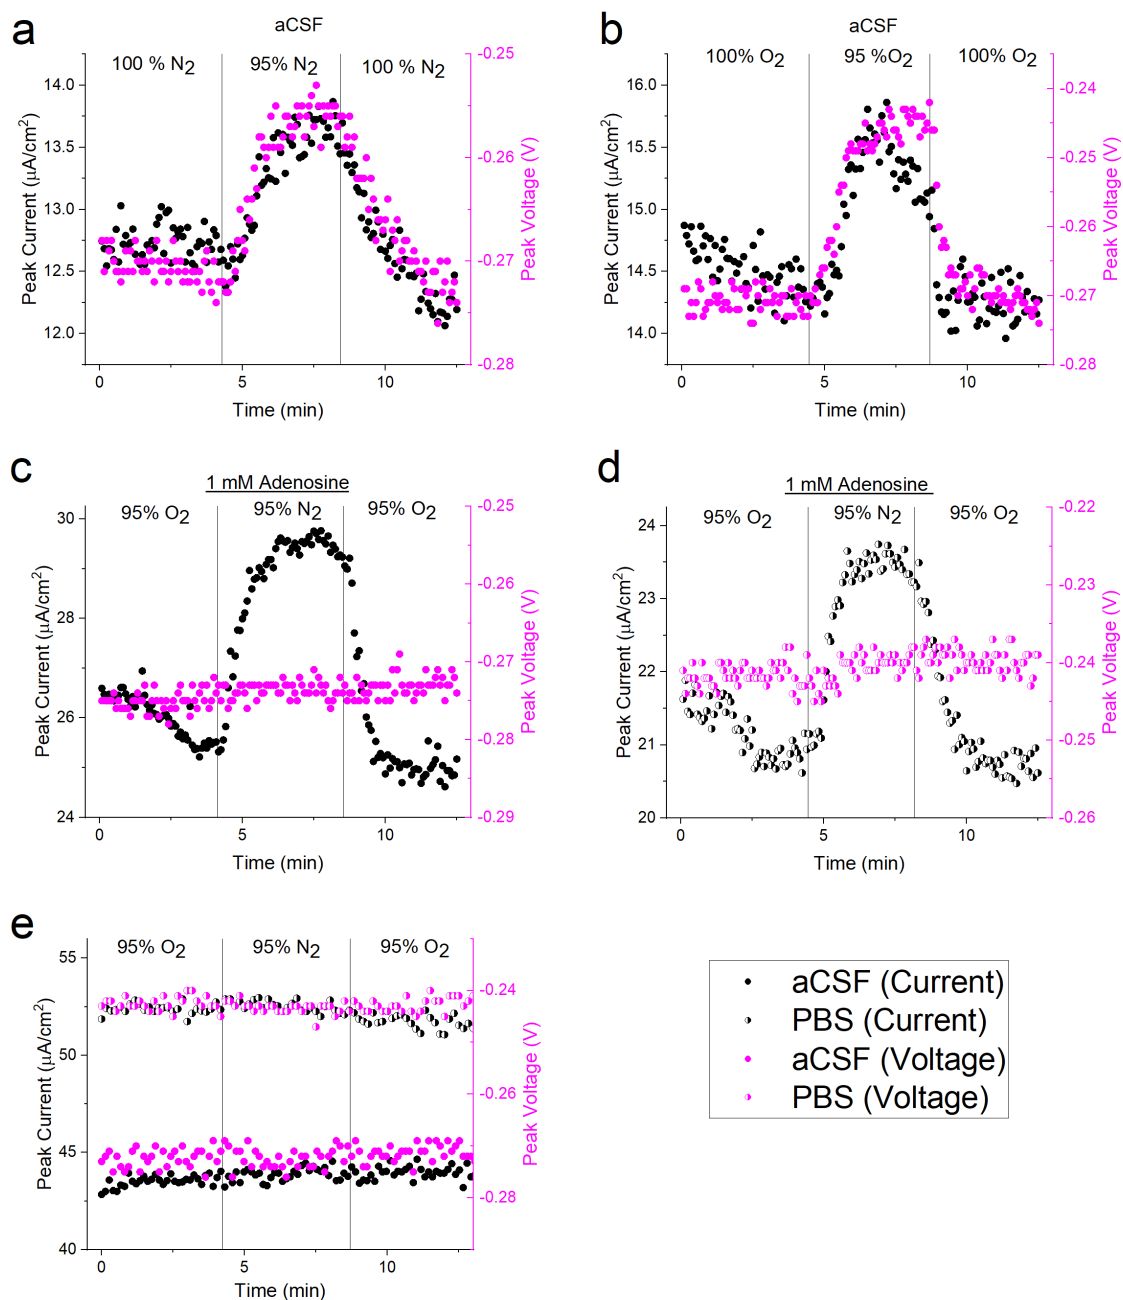 a
aCSF
100 % N2
95% N2
100 % N2
14.0
13.5
13.0
12.5
12.0
-0.25
-0.26
-0.27
-0.28
0
5
10
Peak Current (µA/cm2)
Peak Voltage (V)
Time (min)
b
aCSF
100% O2
95 %O2
100% O2
16.0
15.5
15.0
14.5
14.0
-0.24
-0.25
-0.26
-0.27
-0.28
0
5
10
Peak Current (µA/cm2)
Peak Voltage (V)
Time (min)
c
1 mM Adenosine
95% O2
95% N2
95% O2
30
28
26
24
-0.25
-0.26
-0.27
-0.28
-0.29
0
5
10
Peak Current (µA/cm2)
Peak Voltage (V)
Time (min)
d
1 mM Adenosine
95% O2
95% N2
95% O2
24
23
22
21
20
-0.22
-0.23
-0.24
-0.25
-0.26
0
5
10
Peak Current (µA/cm2)
Peak Voltage (V)
Time (min)
e
95% O2
95% N2
95% O2
55
50
45
40
-0.24
-0.26
-0.28
0
5
10
Peak Current (µA/cm2)
Peak Voltage (V)
Time (min)
aCSF (Current)
PBS (Current)
aCSF (Voltage)
PBS (Voltage)